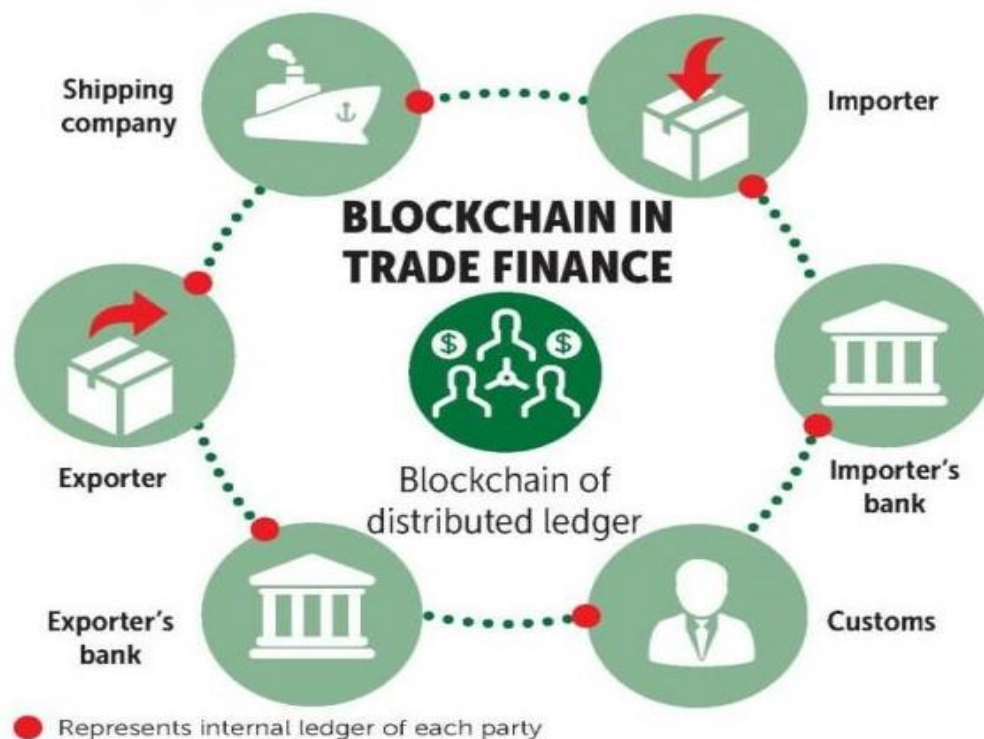 Shipping
company
Importer
BLOCKCHAIN IN
TRADE FINANCE
$ $
Exporter
Blockchain of
distributed ledger
Importer's
bank
Exporter's
bank
Customs
Represents internal ledger of each party